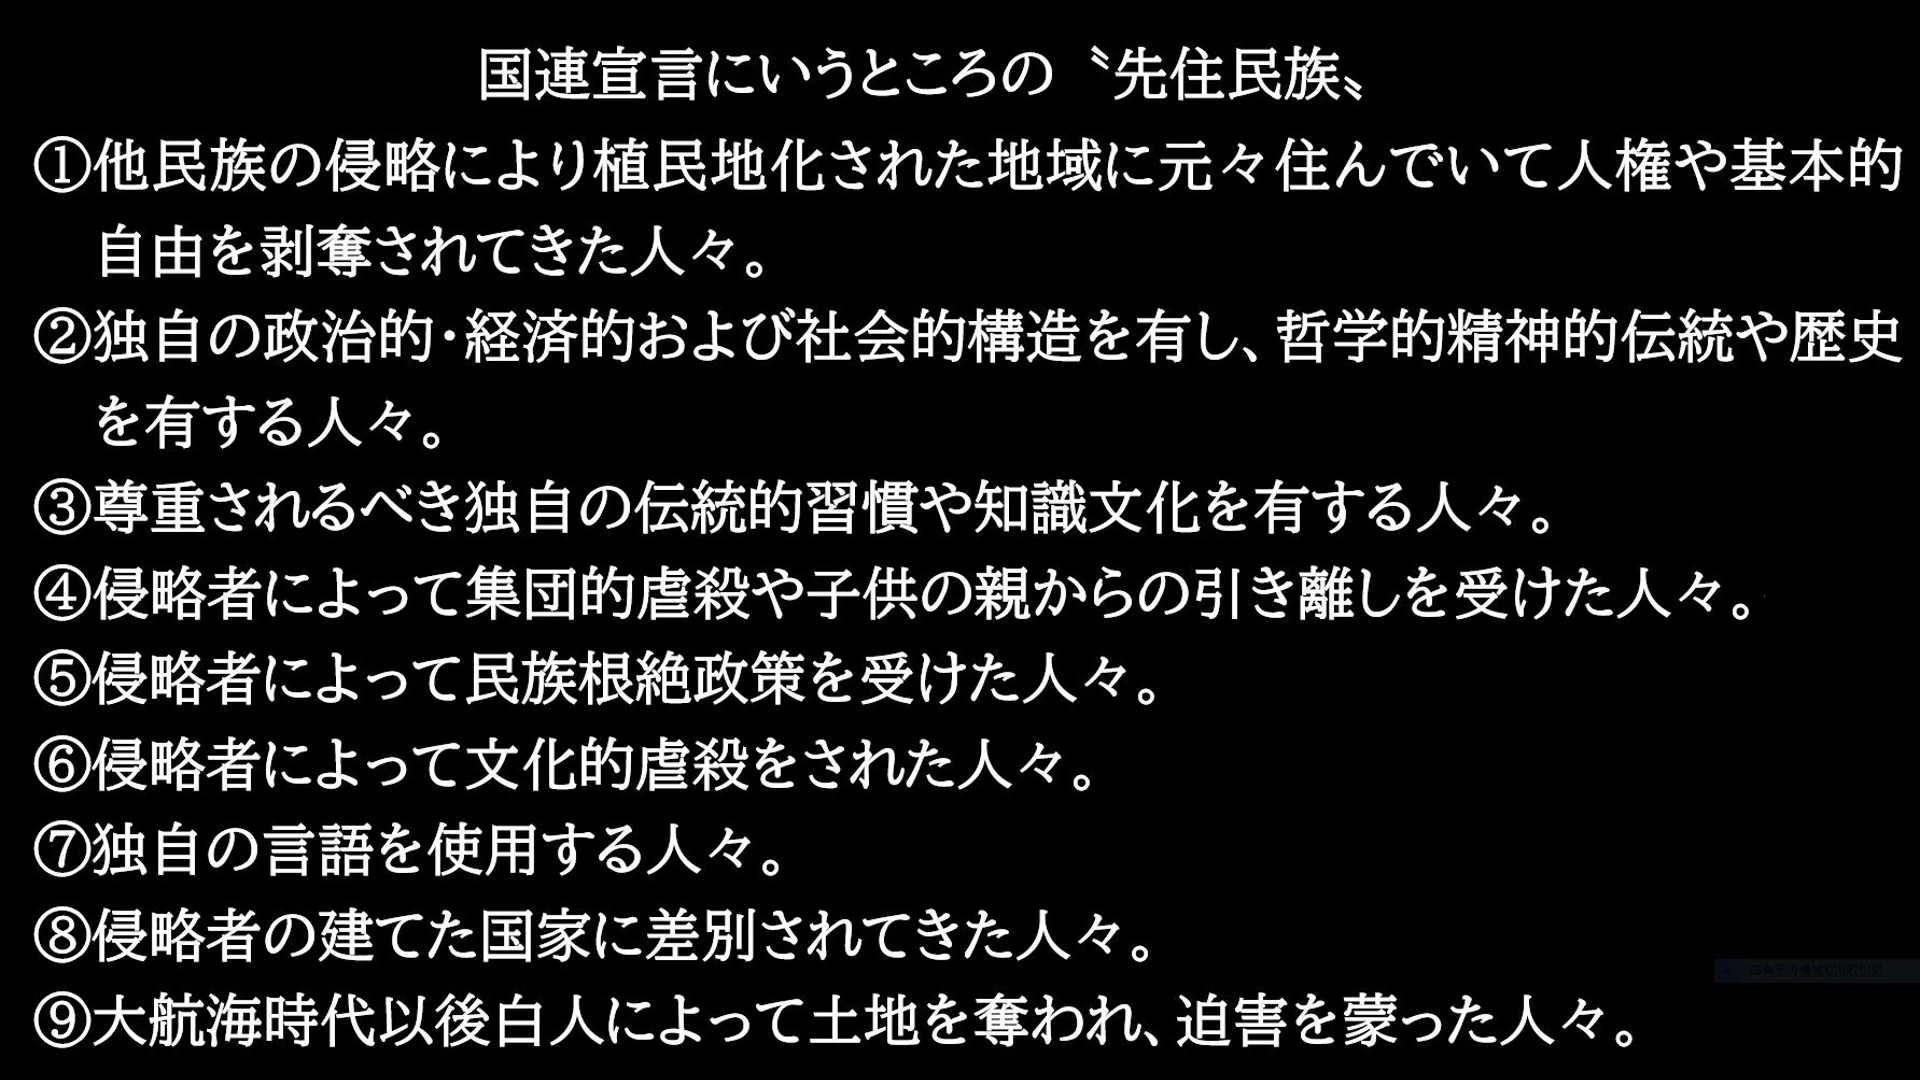 国連宣言にいうところの〝先住民族〟
①他民族の侵略により植民地化された地域に元々住んでいて人権や基本的
自由を剥奪されてきた人々。
②独自の政治的・経済的および社会的構造を有し、哲学的精神的伝統や歴史
を有する人々。
③尊重されるべき独自の伝統的習慣や知識文化を有する人々。
④侵略者によって集団的虐殺や子供の親からの引き離しを受けた人々。
⑤侵略者によって民族根絶政策を受けた人々。
⑥侵略者によって文化的虐殺をされた人々。
⑦独自の言語を使用する人々。
⑧侵略者の建てた国家に差別されてきた人々。
⑨大航海時代以後白人によって土地を奪われ、迫害を蒙った人々。